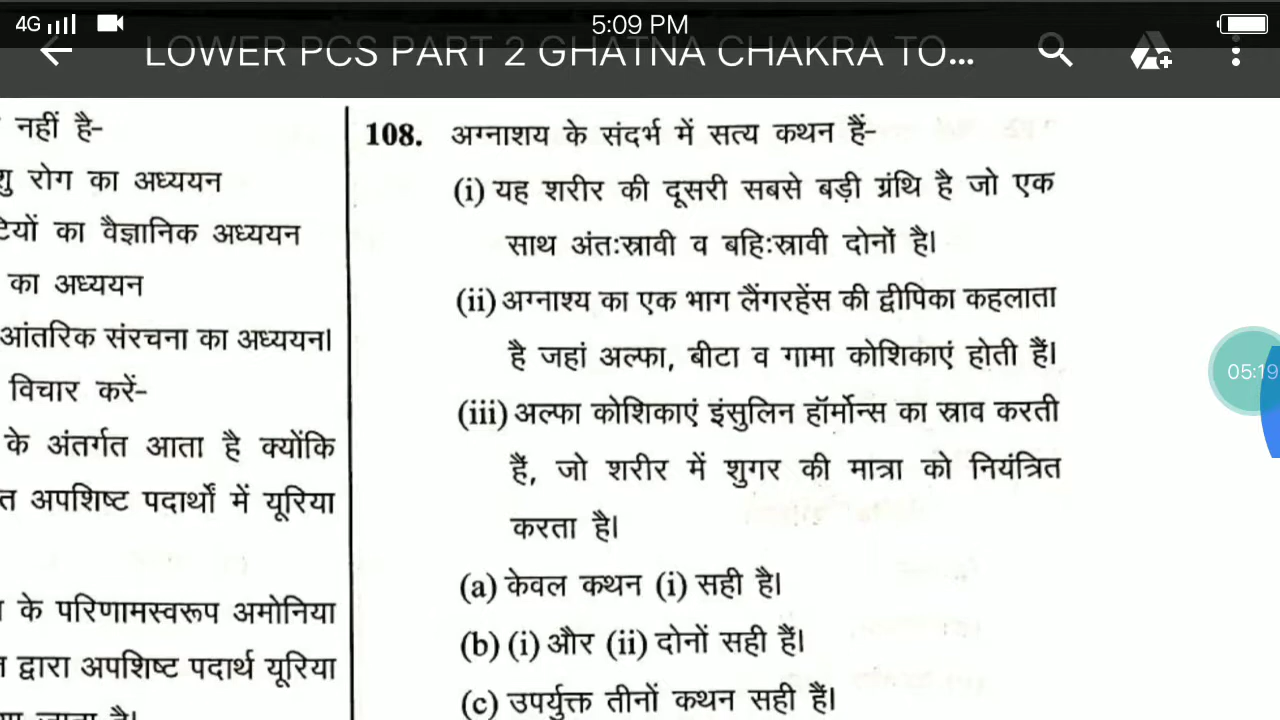 4G
5:09 PM
LOWER PCS PART 2 GHATNA CHAKRA TO...
नहीं है-
रोग का अध्ययन
का वैज्ञानिक अध्ययन
का अध्ययन
आंतरिक संरचना का अध्ययन।
विचार करें-
के अंतर्गत आता है क्योंकि
अपशिष्ट पदार्थों में यूरिया
के परिणामस्वरूप अमोनिया
द्वारा अपशिष्ट पदार्थ यूरिया
108. अग्नाशय के संदर्भ में सत्य कथन हैं-
(i) यह शरीर की दूसरी सबसे बड़ी ग्रंथि है जो एक
साथ अंतःस्रावी व बहिःस्रावी दोनों है।
(ii) अग्नाश्य का एक भाग लैंगरहेंस की द्वीपिका कहलाता
है जहां अल्फा, बीटा व गामा कोशिकाएं होती हैं।
(iii) अल्फा कोशिकाएं इंसुलिन हॉर्मोन्स का स्राव करती
हैं, जो शरीर में शुगर की मात्रा को नियंत्रित
करता है।
(a) केवल कथन (i) सही है।
(b) (i) और (ii) दोनों सही हैं।
(c) उपर्युक्त तीनों कथन सही हैं।
05:19